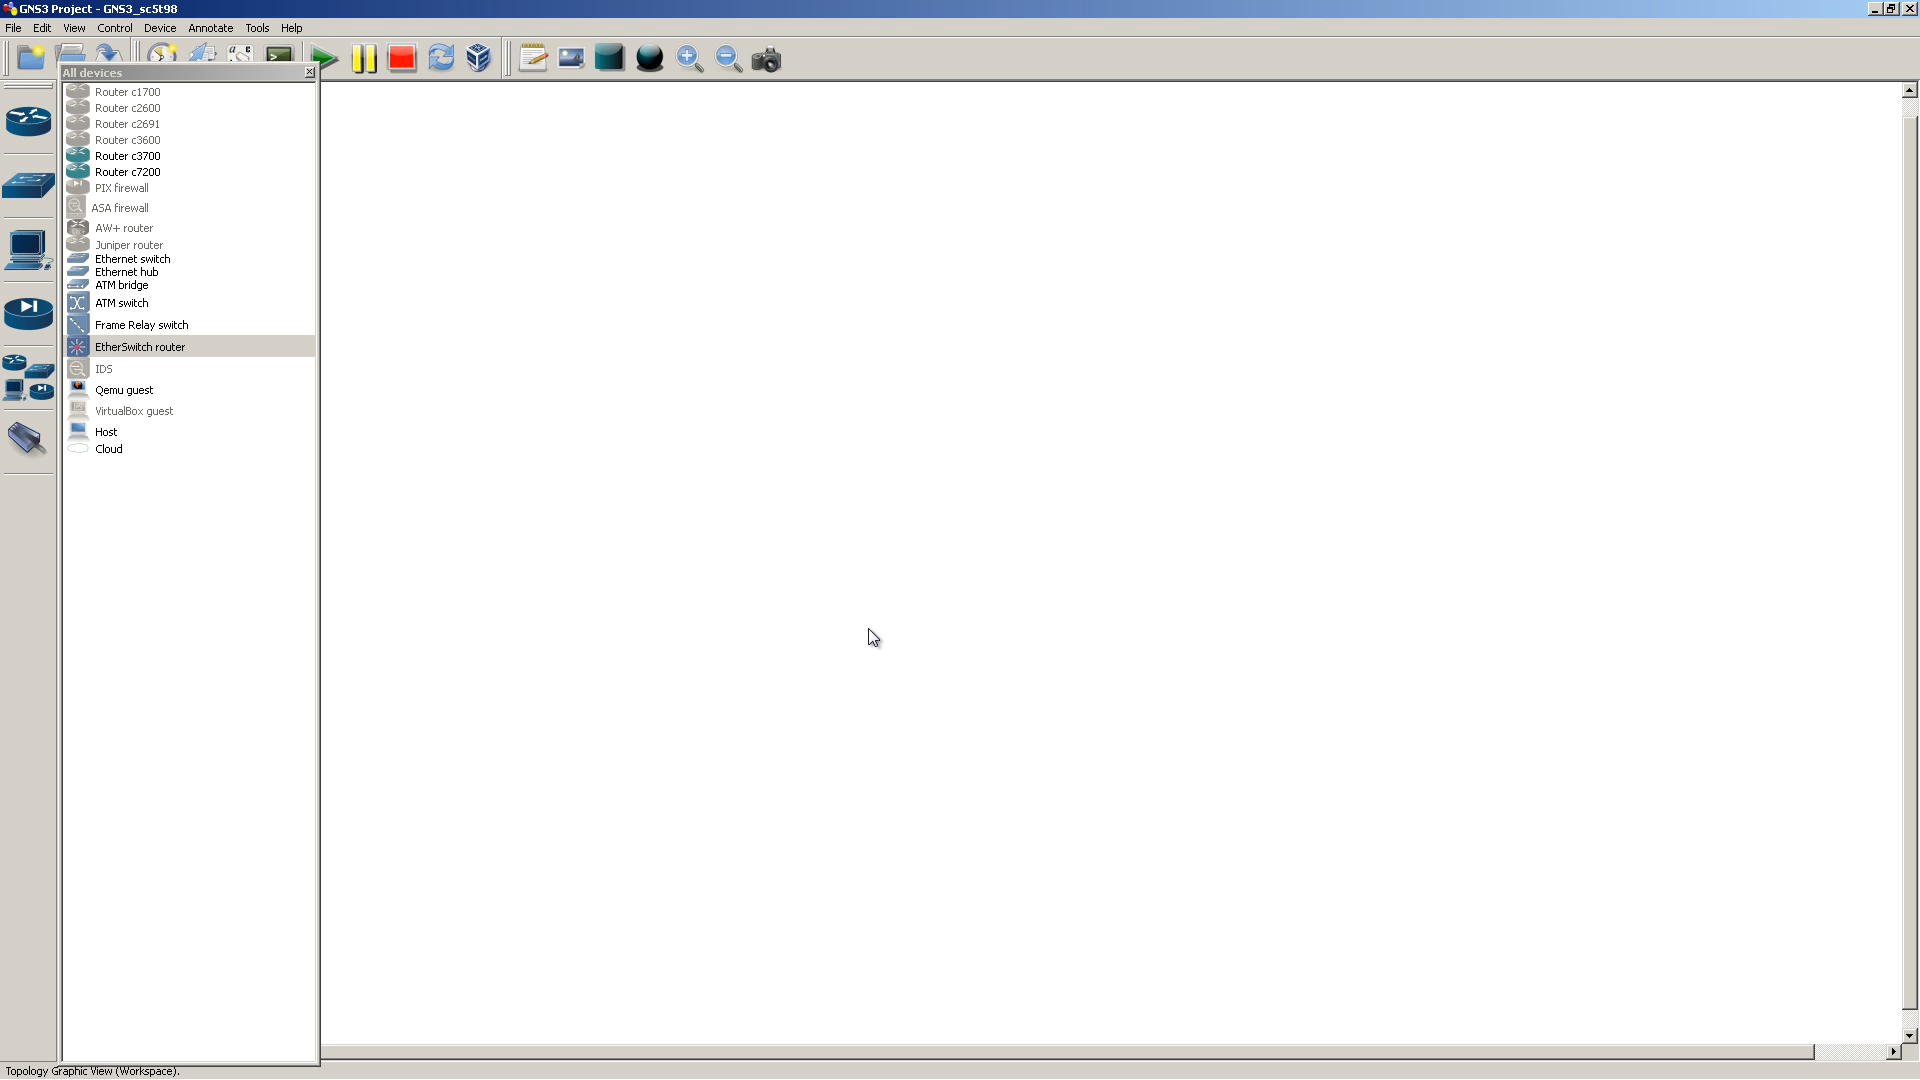 GNS3 Project - GNS3_sc5t98
File Edit View Control Device Annotate Tools Help
All devices
Router c1700
Router c2600
Router c2691
Router c3600
Router c3700
Router c7200
PIX firewall
ASA firewall
AW+ router
Juniper router
Ethernet switch
Ethernet hub
ATM bridge
ATM switch
Frame Relay switch
EtherSwitch router
IDS
Qemu guest
VirtualBox guest
Host
Cloud
Topology Graphic View (Workspace).